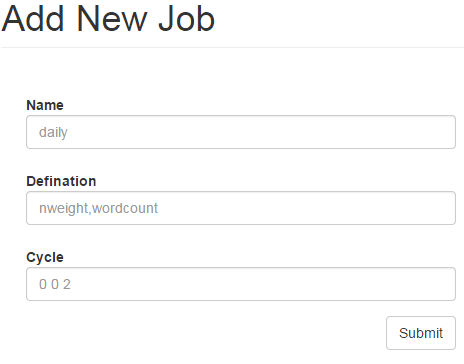 Add New Job
Name
daily
Defination
nweight,wordcount
Cycle
0 0 2
Submit